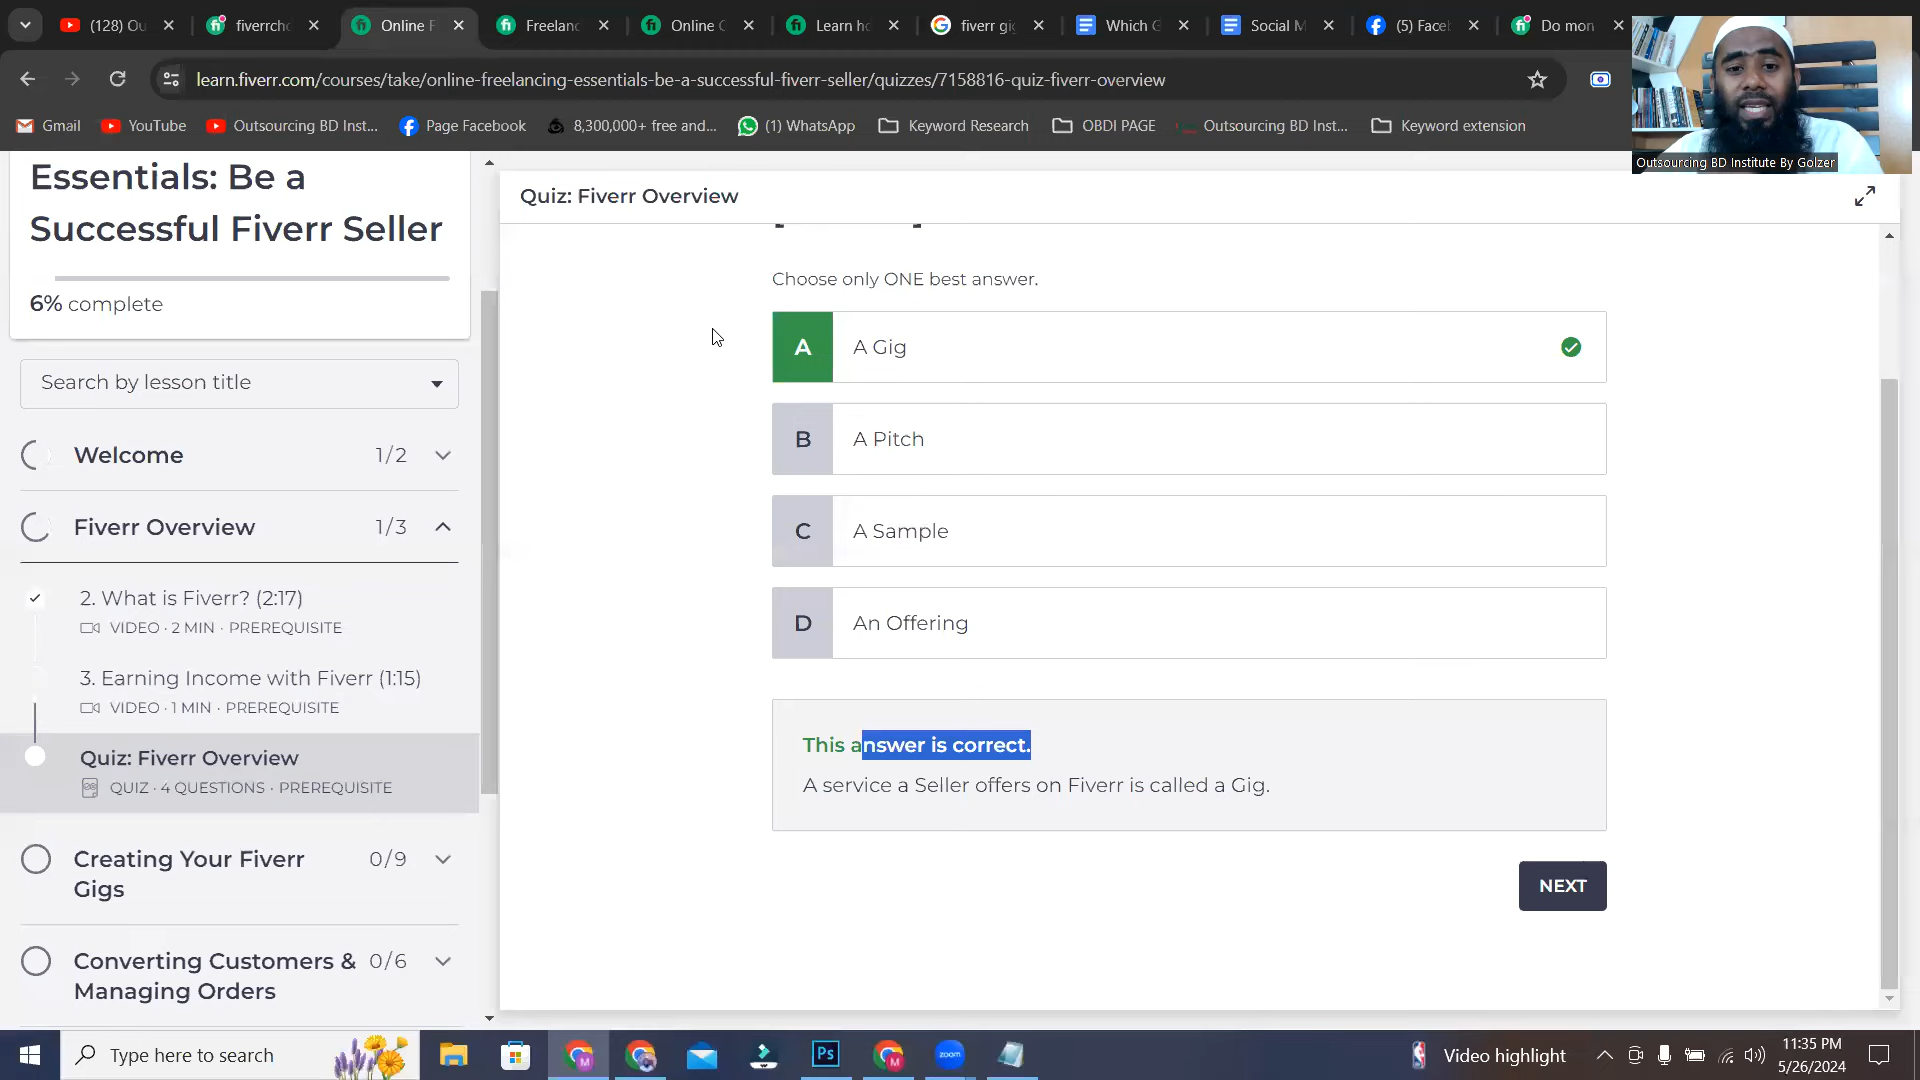 (128) Ou
fiverrche
Online F
Freelanc
Online C
Learn ho
fiverr gig
Which G
Social M
(5) Face
Do mon
learn.fiverr.com/courses/take/online-freelancing-essentials-be-a-successful-fiverr-seller/quizzes/7158816-quiz-fiverr-overview
Gmail
YouTube
Outsourcing BD Inst...
Page Facebook
8,300,000+ free and...
(1) WhatsApp
Keyword Research
OBDI PAGE
Outsourcing BD Inst...
Keyword extension
Outsourcing BD Institute By Golzer
Essentials: Be a
Successful Fiverr Seller
6% complete
Search by lesson title
Welcome 1/2
Fiverr Overview 1/3
2. What is Fiverr? (2:17)
VIDEO · 2 MIN · PREREQUISITE
3. Earning Income with Fiverr (1:15)
VIDEO · 1 MIN · PREREQUISITE
Quiz: Fiverr Overview
QUIZ · 4 QUESTIONS · PREREQUISITE
Creating Your Fiverr 0/9
Gigs
Converting Customers & 0/6
Managing Orders
Quiz: Fiverr Overview
Choose only ONE best answer.
A A Gig
B A Pitch
C A Sample
D An Offering
This answer is correct.
A service a Seller offers on Fiverr is called a Gig.
NEXT
Type here to search
Ps
zoom
Video highlight
11:35 PM
5/26/2024